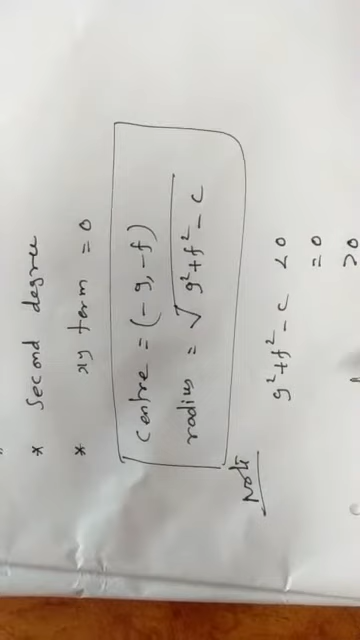 * Second degree
* xy term = 0
Centre = (-g, -f)
radius = √g²+f²-c
Note
g²+f²-c <0
=0
>0